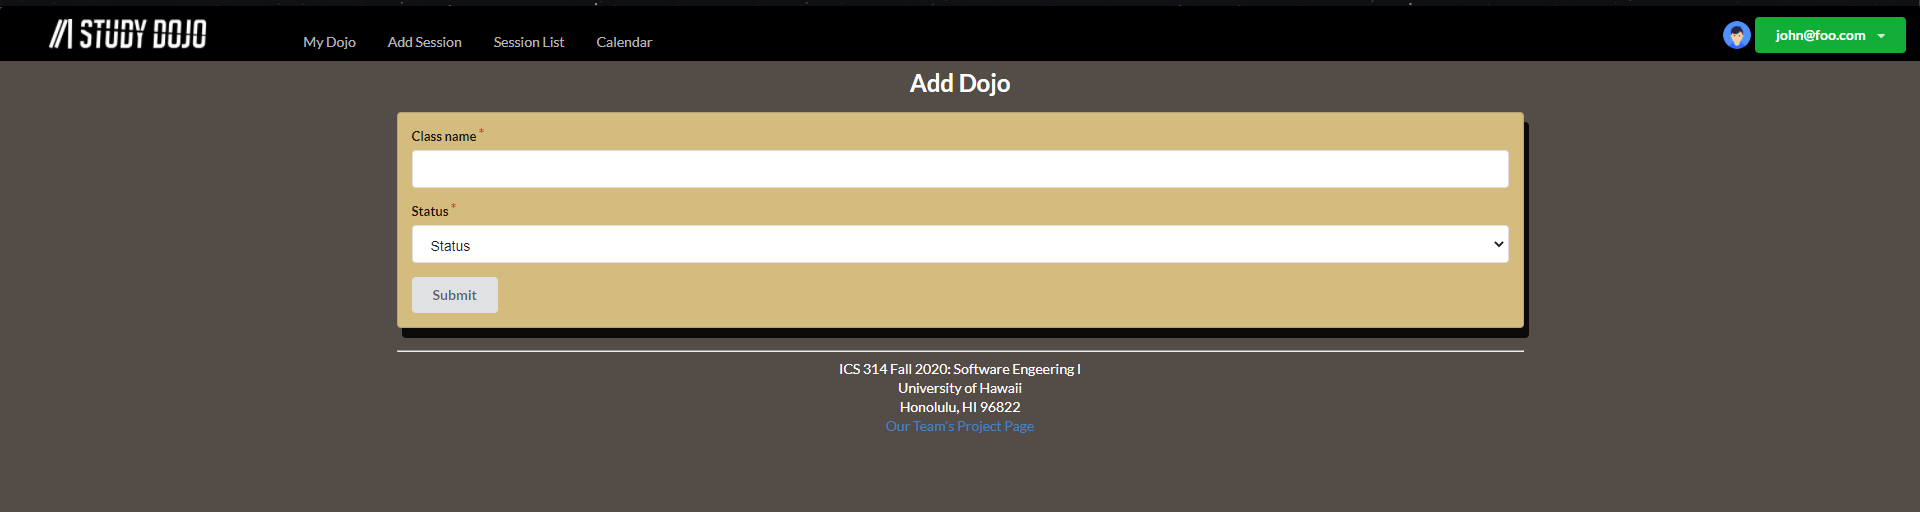 STUDY DOJO
My Dojo Add Session Session List Calendar
john@foo.com
Add Dojo
Class name *
Status *
Status
Submit
ICS 314 Fall 2020: Software Engeering I
University of Hawaii
Honolulu, HI 96822
Our Team's Project Page